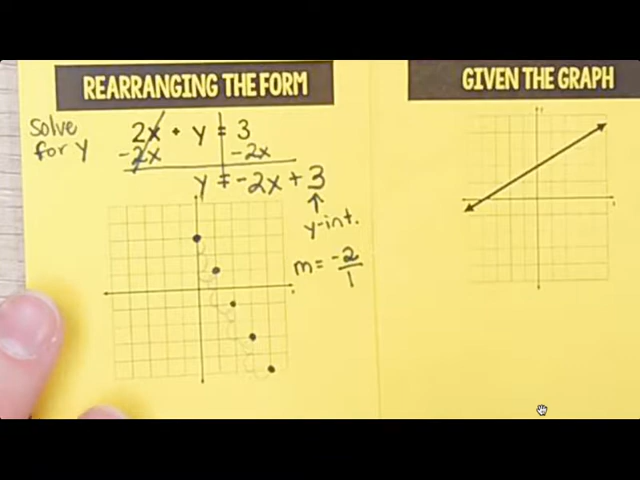 REARRANGING THE FORM
solve
for y
2x + y = 3
-2x -2x
y = -2x + 3
y-int.
m = -2/1
GIVEN THE GRAPH